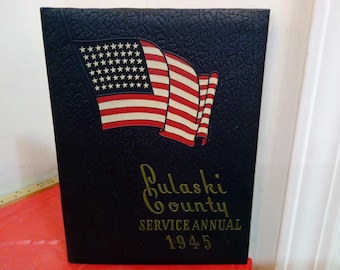 Pulaski
County
SERVICE ANNUAL
1945